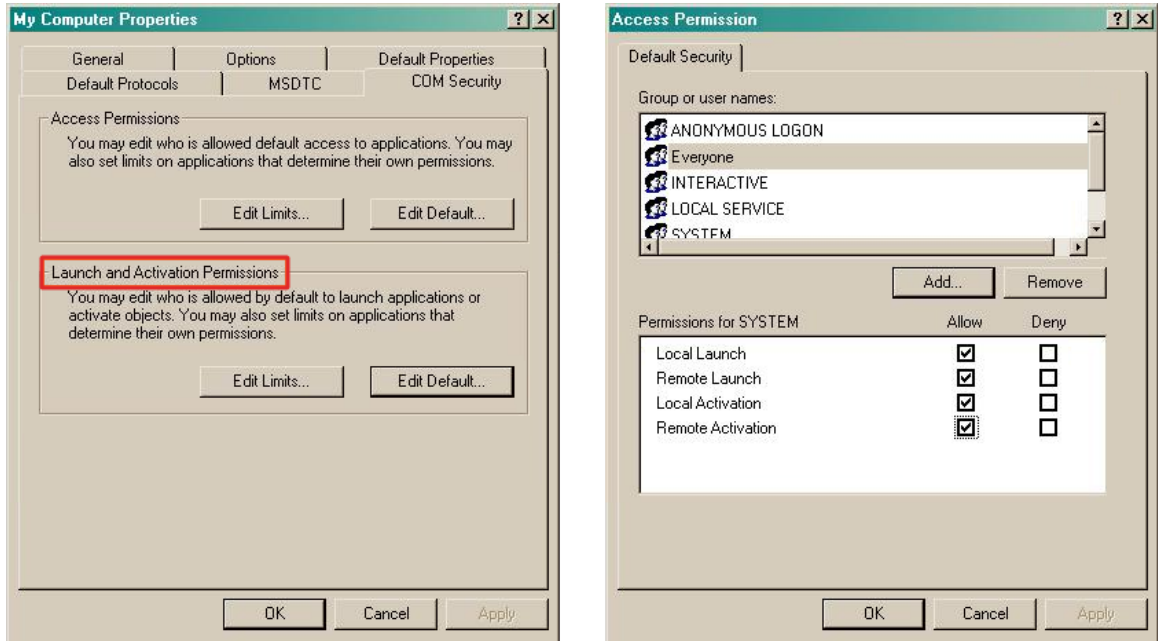 My Computer Properties
General Options Default Properties
Default Protocols MSDTC COM Security
Access Permissions
You may edit who is allowed default access to applications. You may
also set limits on applications that determine their own permissions.
Edit Limits... Edit Default...
Launch and Activation Permissions
You may edit who is allowed by default to launch applications or
activate objects. You may also set limits on applications that
determine their own permissions.
Edit Limits... Edit Default...
OK Cancel Apply
Access Permission
Default Security
Group or user names:
ANONYMOUS LOGON
Everyone
INTERACTIVE
LOCAL SERVICE
SYSTEM
Add... Remove
Permissions for SYSTEM Allow Deny
Local Launch
Remote Launch
Local Activation
Remote Activation
OK Cancel Apply